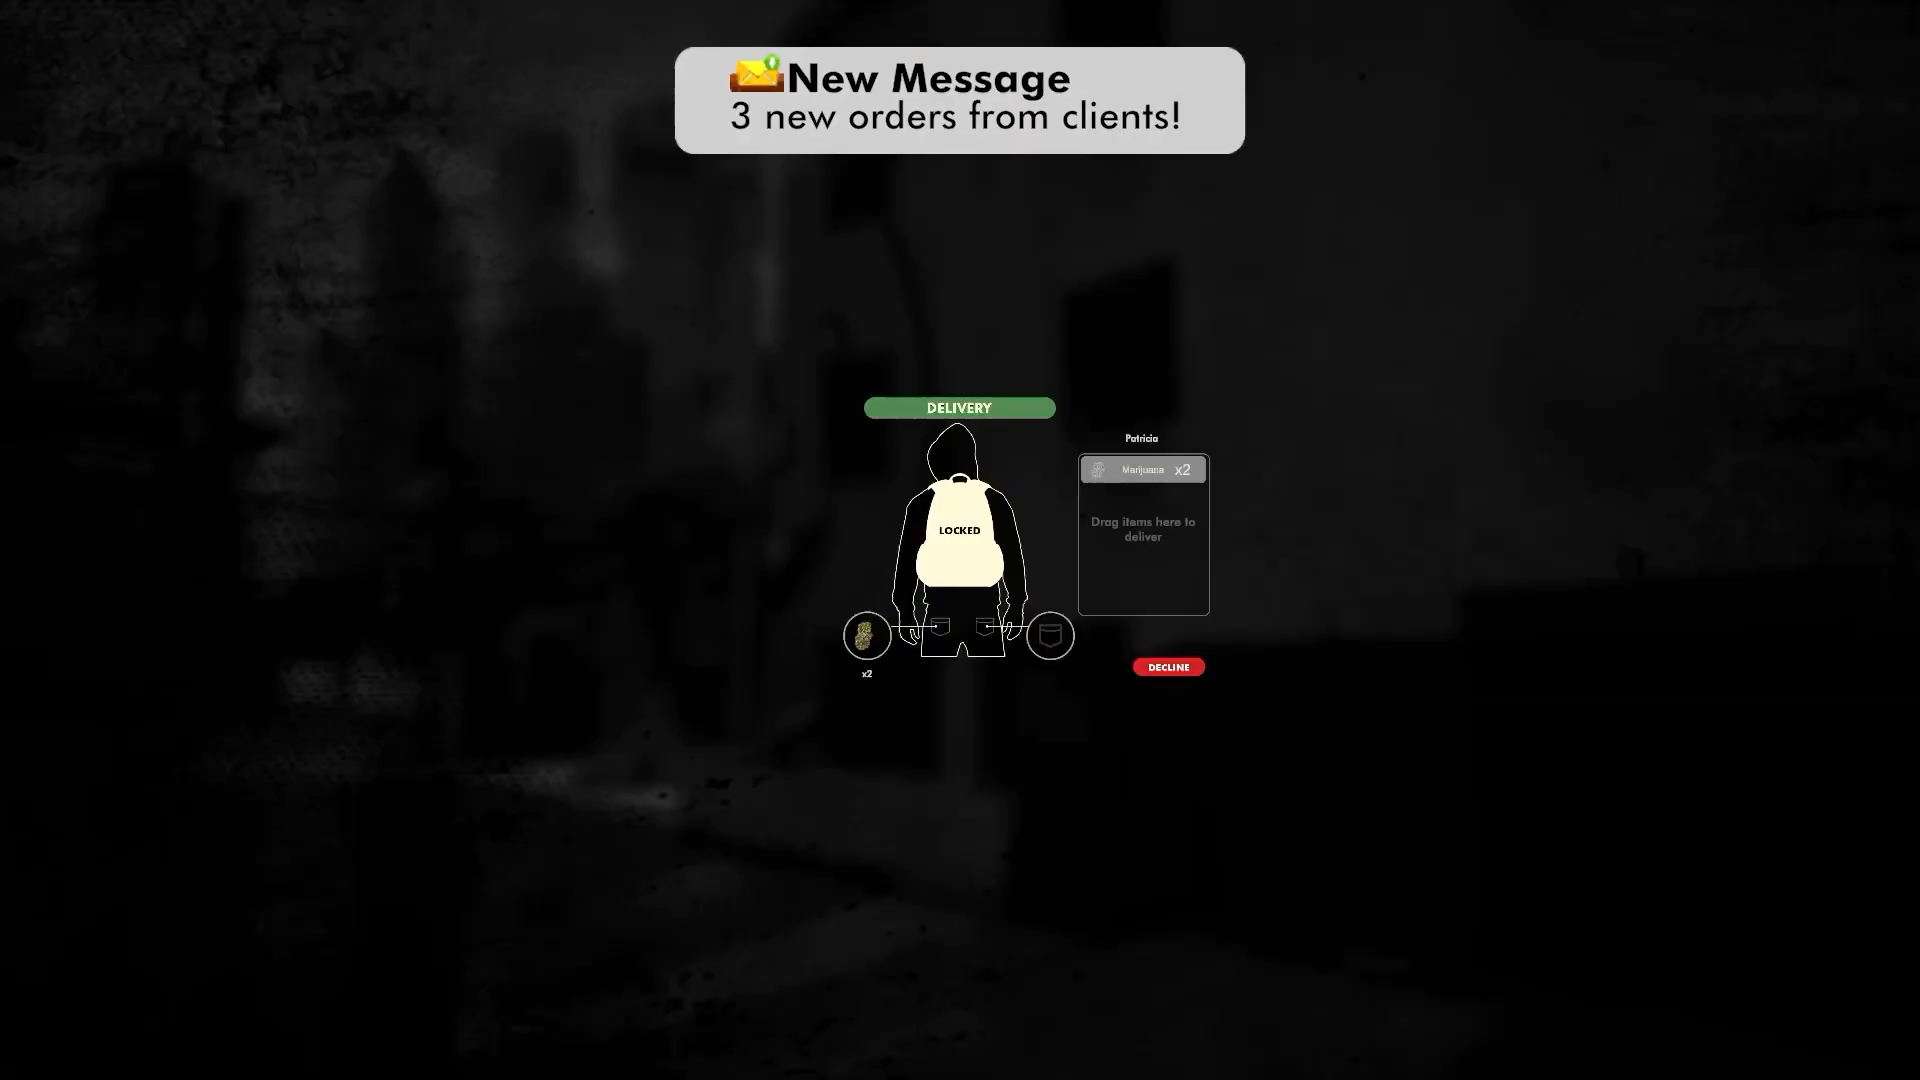 New Message
3 new orders from clients!
DELIVERY
Patricia
Marijuana x2
LOCKED
Drag items here to
deliver
x2
DECLINE